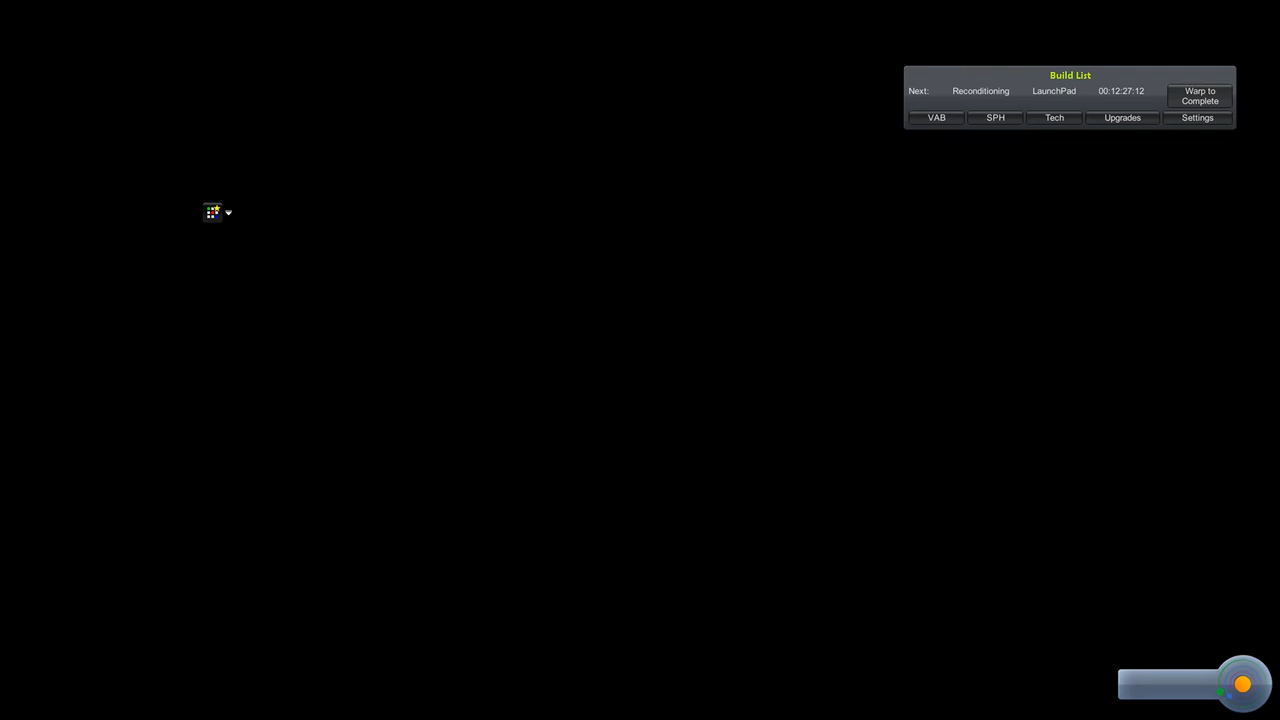 Build List
Next: Reconditioning LaunchPad 00:12:27:12 Warp to Complete
VAB SPH Tech Upgrades Settings